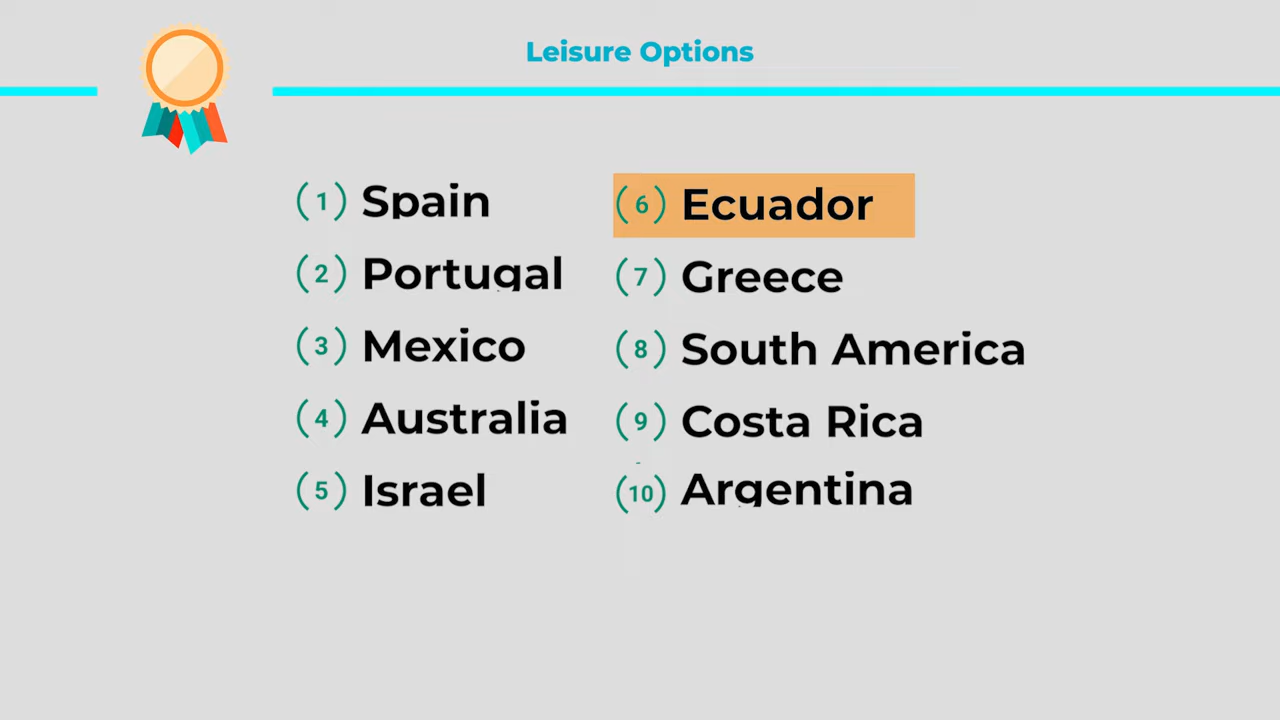 Leisure Options
(1) Spain
(2) Portugal
(3) Mexico
(4) Australia
(5) Israel
(6) Ecuador
(7) Greece
(8) South America
(9) Costa Rica
(10) Argentina